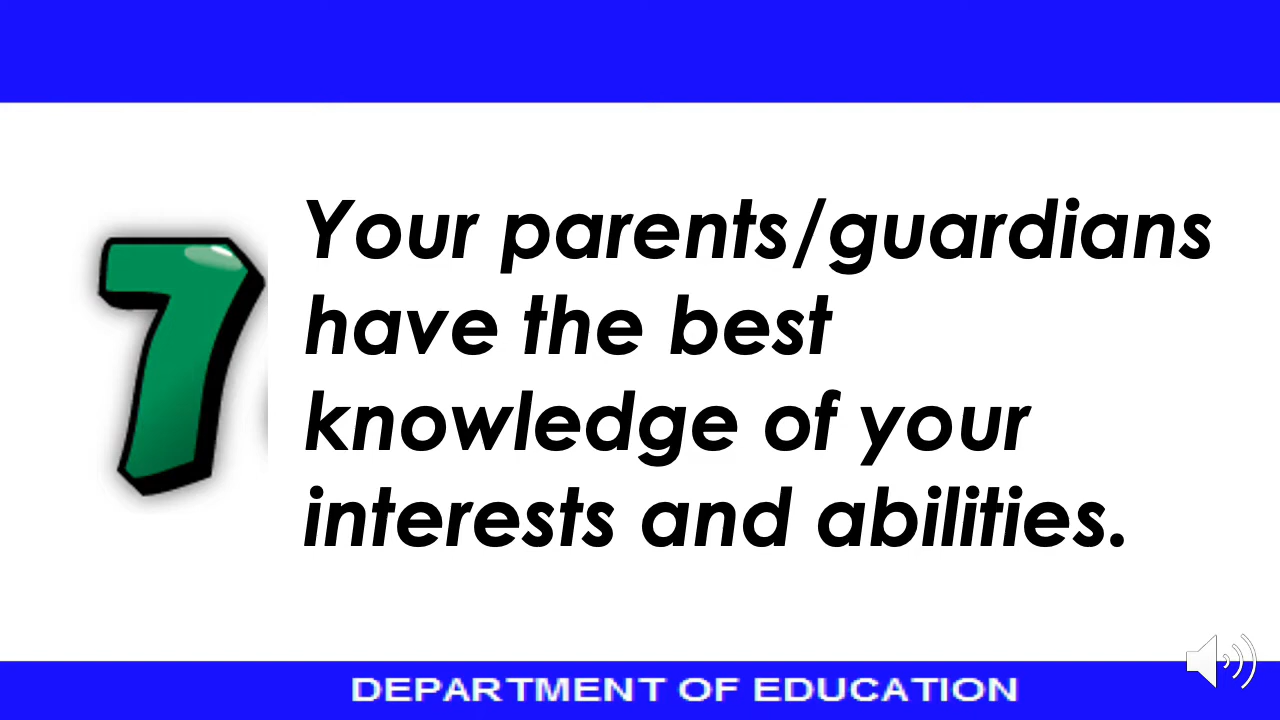 7
Your parents/guardians
have the best
knowledge of your
interests and abilities.
DEPARTMENT OF EDUCATION